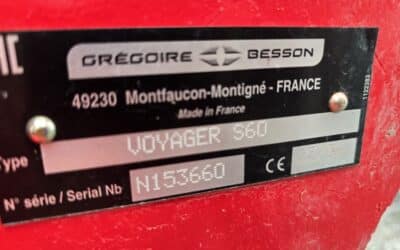 GRÉGOIRE BESSON
49230 Montfaucon-Montigné - FRANCE
Made in France
Type VOYAGER S60
N° série / Serial Nb N153660 CE